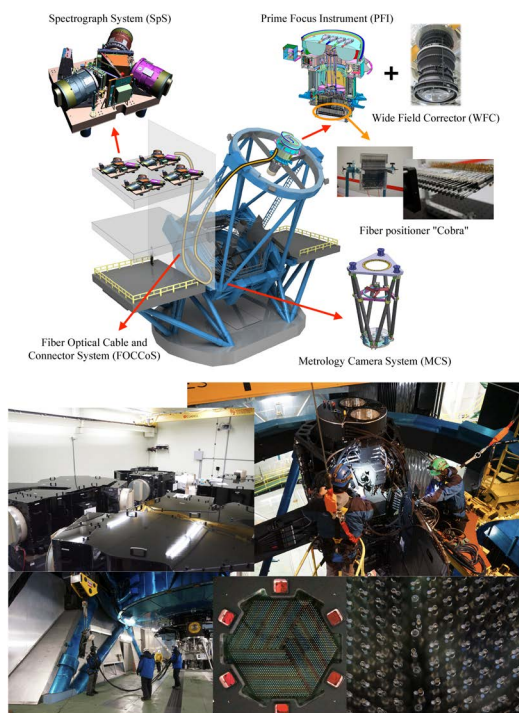 Spectrograph System (SpS)
Prime Focus Instrument (PFI)
Wide Field Corrector (WFC)
Fiber positioner "Cobra"
Fiber Optical Cable and
Connector System (FOCCoS)
Metrology Camera System (MCS)